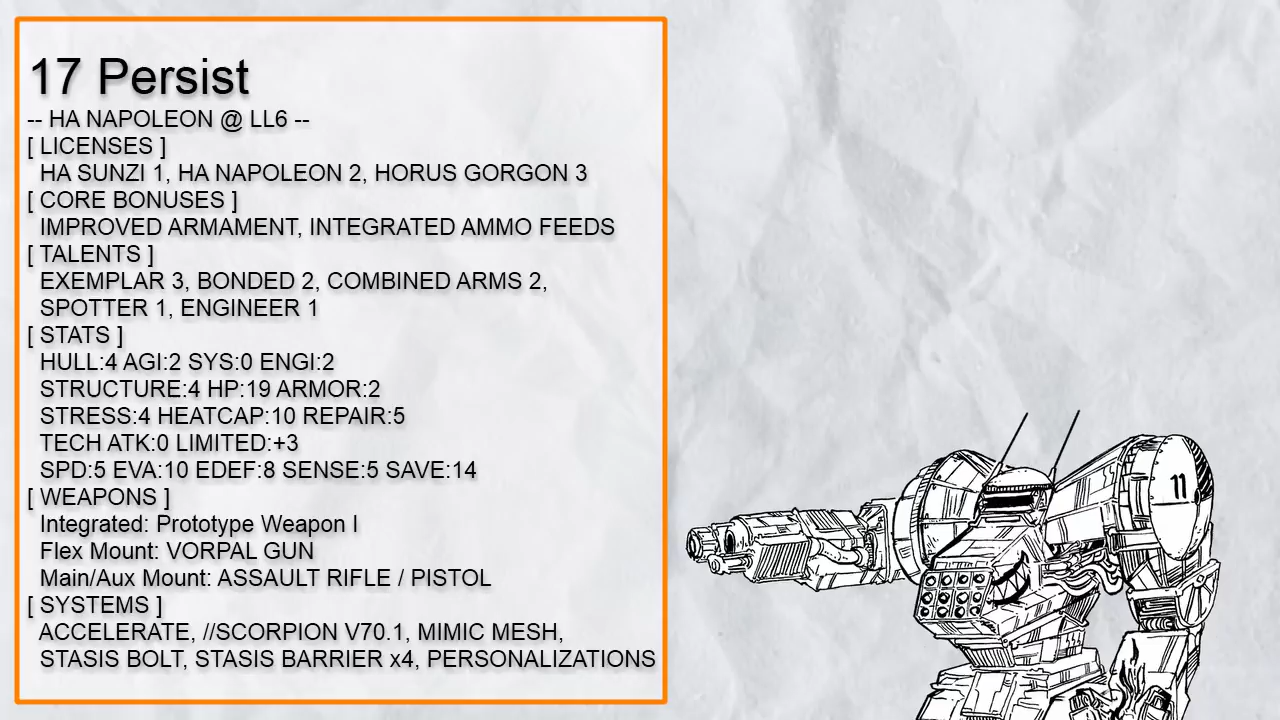 17 Persist
-- HA NAPOLEON @ LL6 --
[ LICENSES ]
HA SUNZI 1, HA NAPOLEON 2, HORUS GORGON 3
[ CORE BONUSES ]
IMPROVED ARMAMENT, INTEGRATED AMMO FEEDS
[ TALENTS ]
EXEMPLAR 3, BONDED 2, COMBINED ARMS 2,
SPOTTER 1, ENGINEER 1
[ STATS ]
HULL:4 AGI:2 SYS:0 ENGI:2
STRUCTURE:4 HP:19 ARMOR:2
STRESS:4 HEATCAP:10 REPAIR:5
TECH ATK:0 LIMITED:+3
SPD:5 EVA:10 EDEF:8 SENSE:5 SAVE:14
[ WEAPONS ]
Integrated: Prototype Weapon I
Flex Mount: VORPAL GUN
Main/Aux Mount: ASSAULT RIFLE / PISTOL
[ SYSTEMS ]
ACCELERATE, //SCORPION V70.1, MIMIC MESH,
STASIS BOLT, STASIS BARRIER x4, PERSONALIZATIONS
11